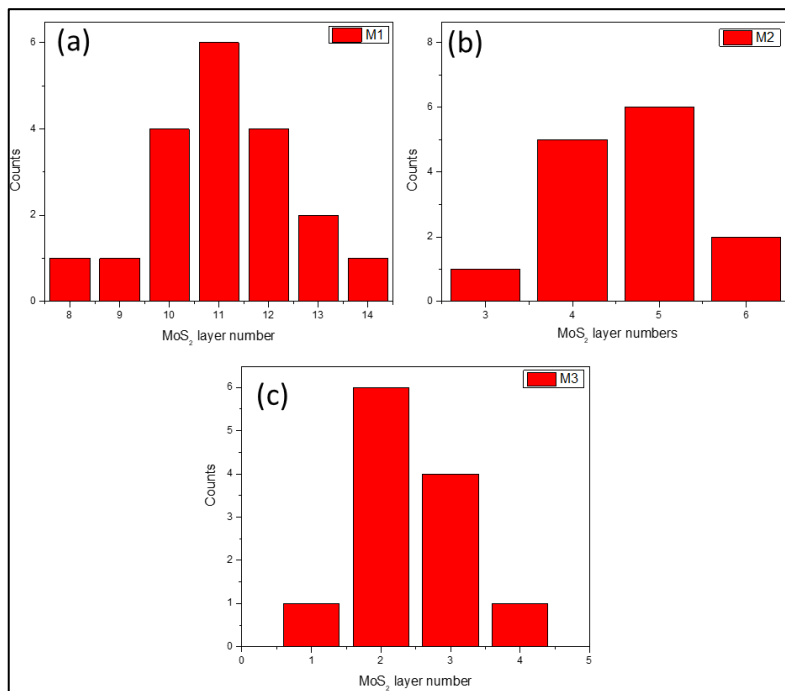 (a)
M1
Counts
6
4
2
0
8 9 10 11 12 13 14
MoS₂ layer number
(b)
M2
Counts
8
6
4
2
0
3 4 5 6
MoS₂ layer numbers
(c)
M3
Counts
6
5
4
3
2
1
0
0 1 2 3 4 5
MoS₂ layer number